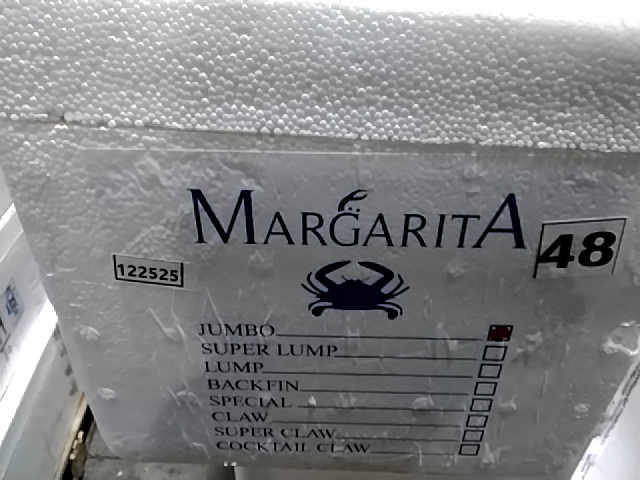 MARGARITA
48
122525
JUMBO
SUPER LUMP
LUMP
BACKFIN
SPECIAL
CLAW
SUPER CLAW
COCKTAIL CLAW